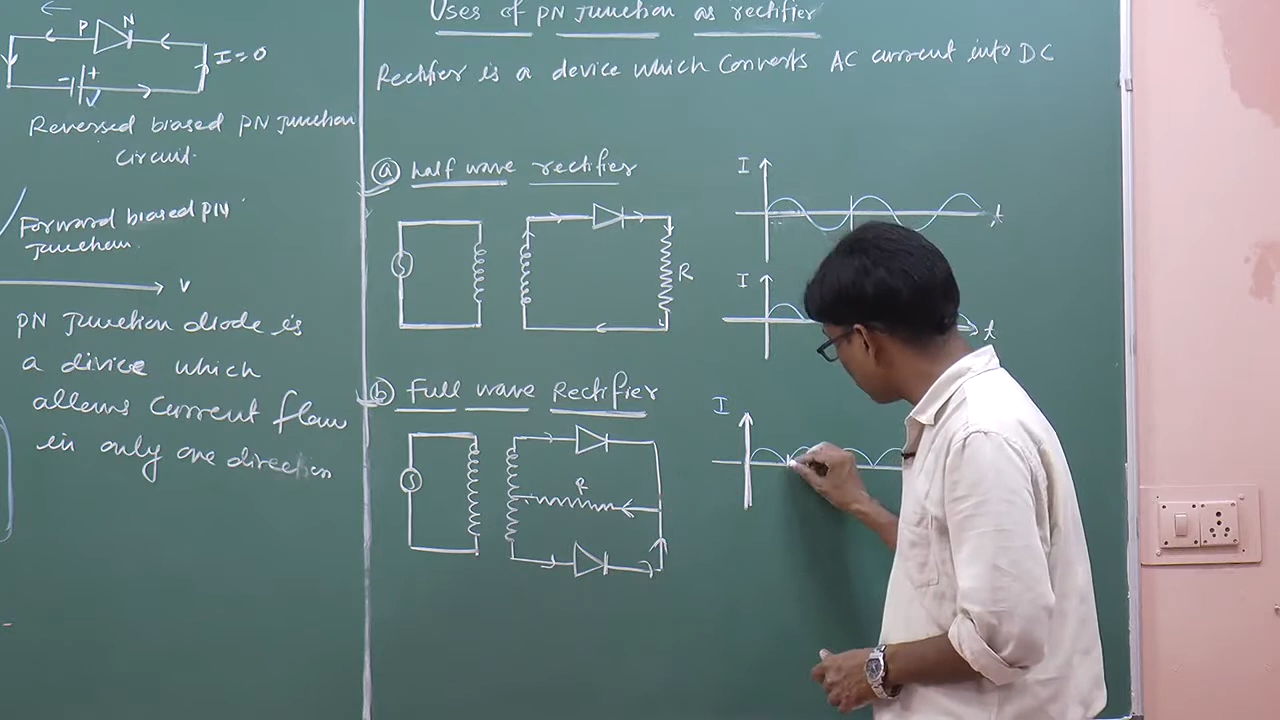 P N
I=0
- +
Reversed biased PN Junction
circuit.
Forward biased PN
Junction.
V
PN Junction diode is
a divice which
allows current flow
in only one direction
Uses of PN Junction as rectifier
Rectifier is a device which converts AC current into DC
(a) half wave rectifier
R
I
t
I
t
(b) full wave Rectifier
R
I